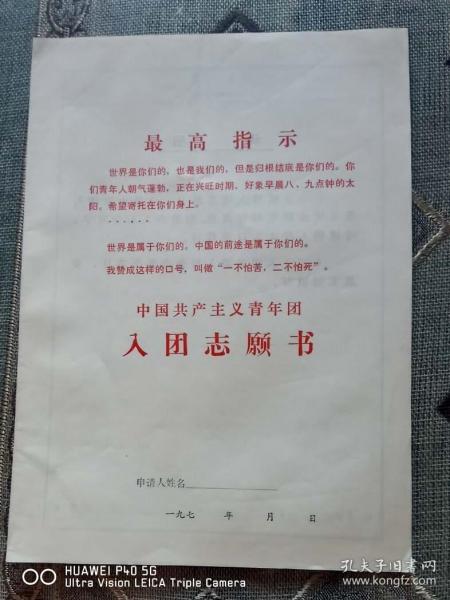 最高指示
世界是你们的，也是我们的，但是归根结底是你们的。你
们青年人朝气蓬勃，正在兴旺时期，好象早晨八、九点钟的太
阳。希望寄托在你们身上。
······
世界是属于你们的。中国的前途是属于你们的。
我赞成这样的口号，叫做“一不怕苦，二不怕死”。
中国共产主义青年团
入团志愿书
申请人姓名
一九七 年 月 日
HUAWEI P40 5G
Ultra Vision LEICA Triple Camera
孔夫子旧书网
www.kongfz.com